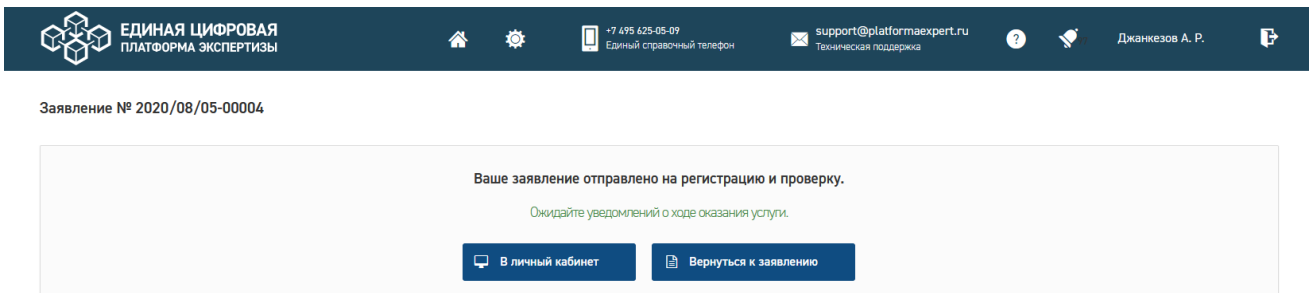 ЕДИНАЯ ЦИФРОВАЯ
ПЛАТФОРМА ЭКСПЕРТИЗЫ
+7 495 625-05-09
Единый справочный телефон
support@platformaexpert.ru
Техническая поддержка
?
Джанкезов А. Р.
Заявление № 2020/08/05-00004
Ваше заявление отправлено на регистрацию и проверку.
Ожидайте уведомлений о ходе оказания услуги.
В личный кабинет
Вернуться к заявлению